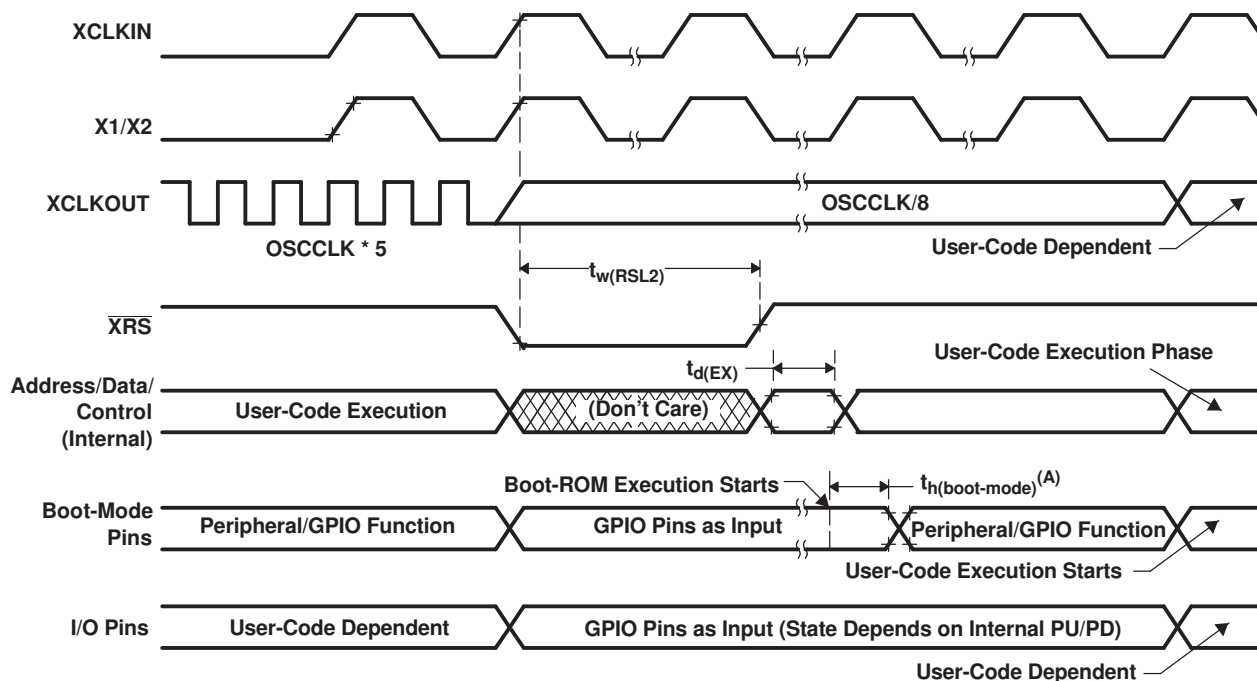 XCLKIN
X1/X2
XCLKOUT
OSCCLK * 5
OSCCLK/8
User-Code Dependent
tw(RSL2)
XRS
User-Code Execution Phase
td(EX)
Address/Data/
Control
(Internal)
User-Code Execution
(Don't Care)
Boot-ROM Execution Starts
th(boot-mode)(A)
Boot-Mode
Pins
Peripheral/GPIO Function
GPIO Pins as Input
Peripheral/GPIO Function
User-Code Execution Starts
I/O Pins
User-Code Dependent
GPIO Pins as Input (State Depends on Internal PU/PD)
User-Code Dependent